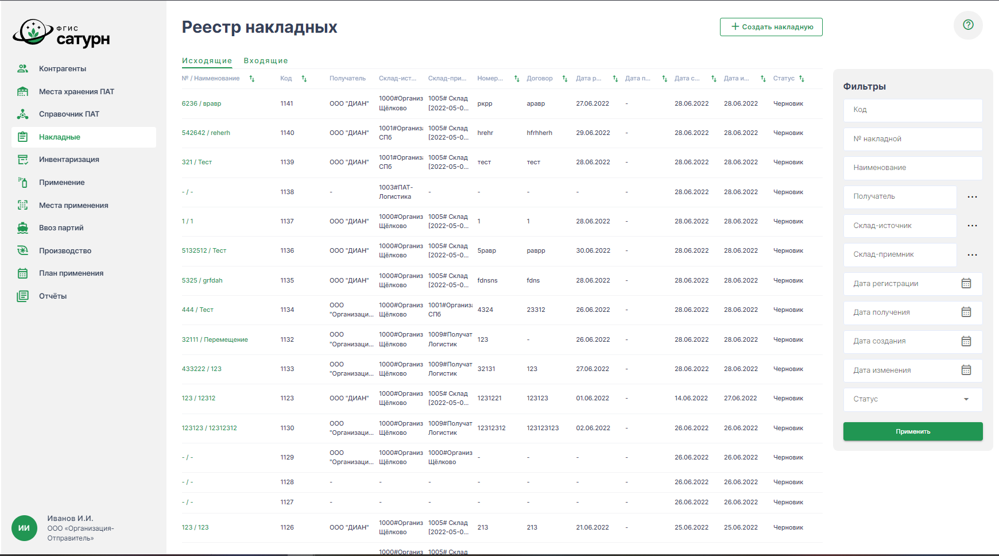 ФГИС
сатурн
Контрагенты
Места хранения ПАТ
Справочник ПАТ
Накладные
Инвентаризация
Применение
Места применения
Ввоз партий
Производство
План применения
Отчёты
ИИ
Иванов И.И.
ООО «Организация-
Отправитель»
Реестр накладных
Создать накладную
Исходящие Входящие
№ / Наименование Код Получатель Склад-ист... Склад-при... Номер... Договор Дата р... Дата п... Дата с... Дата и... Статус
6236 / вравр 1141 ООО "ДИАН" 1000#Организ Щёлково 1005# Склад [2022-05-0... ркрр аравр 27.06.2022 - 28.06.2022 28.06.2022 Черновик
542642 / reherh 1140 ООО "ДИАН" 1001#Организа СПб 1005# Склад [2022-05-0... hrehr hfrhherh 29.06.2022 - 28.06.2022 28.06.2022 Черновик
321 / Тест 1139 ООО "ДИАН" 1001#Организа СПб 1005# Склад [2022-05-0... тест тест 28.06.2022 - 28.06.2022 28.06.2022 Черновик
- / - 1138 - 1003#ПАТ-Логистика - - - - - 28.06.2022 28.06.2022 Черновик
1 / 1 1137 ООО "ДИАН" 1000#Организ Щёлково 1005# Склад [2022-05-0... 1 1 28.06.2022 - 28.06.2022 28.06.2022 Черновик
5132512 / Тест 1136 ООО "ДИАН" 1000#Организ Щёлково 1005# Склад [2022-05-0... 5равр раврр 30.06.2022 - 28.06.2022 28.06.2022 Черновик
5325 / grfdah 1135 ООО "ДИАН" 1000#Организ Щёлково 1005# Склад [2022-05-0... fdnsns fdns 28.06.2022 - 28.06.2022 28.06.2022 Черновик
444 / Тест 1134 ООО "Организаци... 1000#Организ Щёлково 1001#Организа СПб 4324 23312 26.06.2022 - 28.06.2022 28.06.2022 Черновик
32111 / Перемещение 1132 ООО "Организаци... 1000#Организ Щёлково 1009#Получат Логистик 123 - 26.06.2022 - 28.06.2022 28.06.2022 Черновик
433222 / 123 1133 ООО "Организаци... 1000#Организ Щёлково 1009#Получат Логистик 32131 123 27.06.2022 - 28.06.2022 28.06.2022 Черновик
123 / 12312 1123 ООО "ДИАН" 1000#Организ Щёлково 1005# Склад [2022-05-0... 1231221 123123 01.06.2022 - 14.06.2022 27.06.2022 Черновик
123123 / 12312312 1130 ООО "Организаци... 1000#Организ Щёлково 1009#Получат Логистик 12312312 123123123 02.06.2022 - 26.06.2022 26.06.2022 Черновик
- / - 1129 ООО "Организаци... 1000#Организ Щёлково 1000#Организ Щёлково - - - - 26.06.2022 26.06.2022 Черновик
- / - 1128 - - - - - - - 26.06.2022 26.06.2022 Черновик
- / - 1127 - - - - - - - 26.06.2022 26.06.2022 Черновик
123 / 123 1126 ООО "ДИАН" 1000#Организ Щёлково 1005# Склад [2022-05-0... 213 213 21.06.2022 - 25.06.2022 25.06.2022 Черновик
1000#Организ 1005# Склад
Фильтры
Код
№ накладной
Наименование
Получатель ...
Склад-источник ...
Склад-приемник ...
Дата регистрации
Дата получения
Дата создания
Дата изменения
Статус
Применить